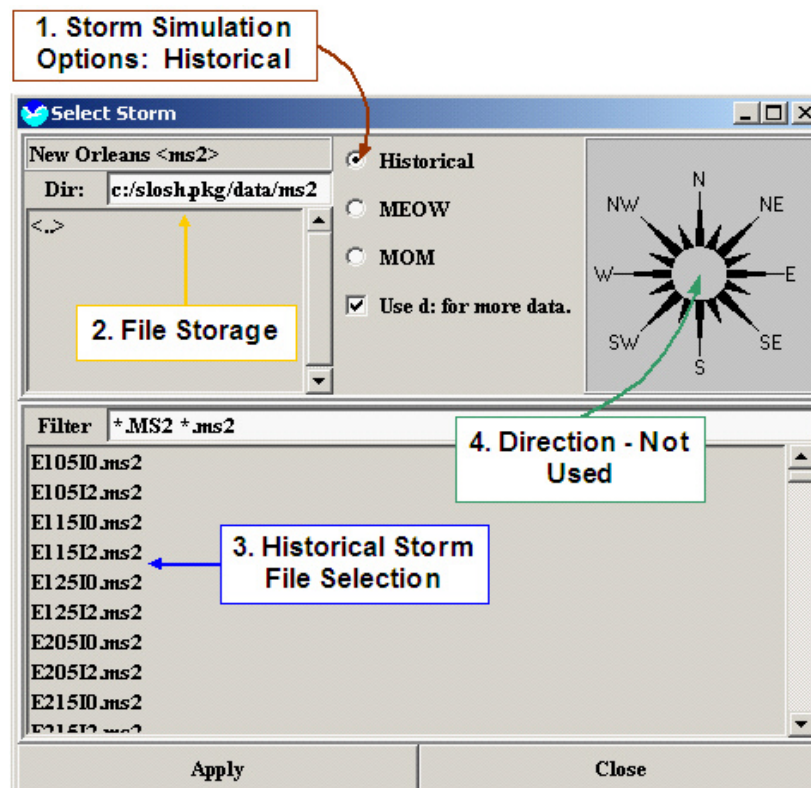 1. Storm Simulation
Options: Historical
Select Storm
New Orleans <ms2>
Dir: c:/slosh.pkg/data/ms2
<..>
2. File Storage
Historical
MEOW
MOM
Use d: for more data.
N
NE
E
SE
S
SW
W
NW
4. Direction - Not
Used
Filter *.MS2 *.ms2
E105I0.ms2
E105I2.ms2
E115I0.ms2
E115I2.ms2
E125I0.ms2
E125I2.ms2
E205I0.ms2
E205I2.ms2
E215I0.ms2
E215I2.ms2
3. Historical Storm
File Selection
Apply
Close